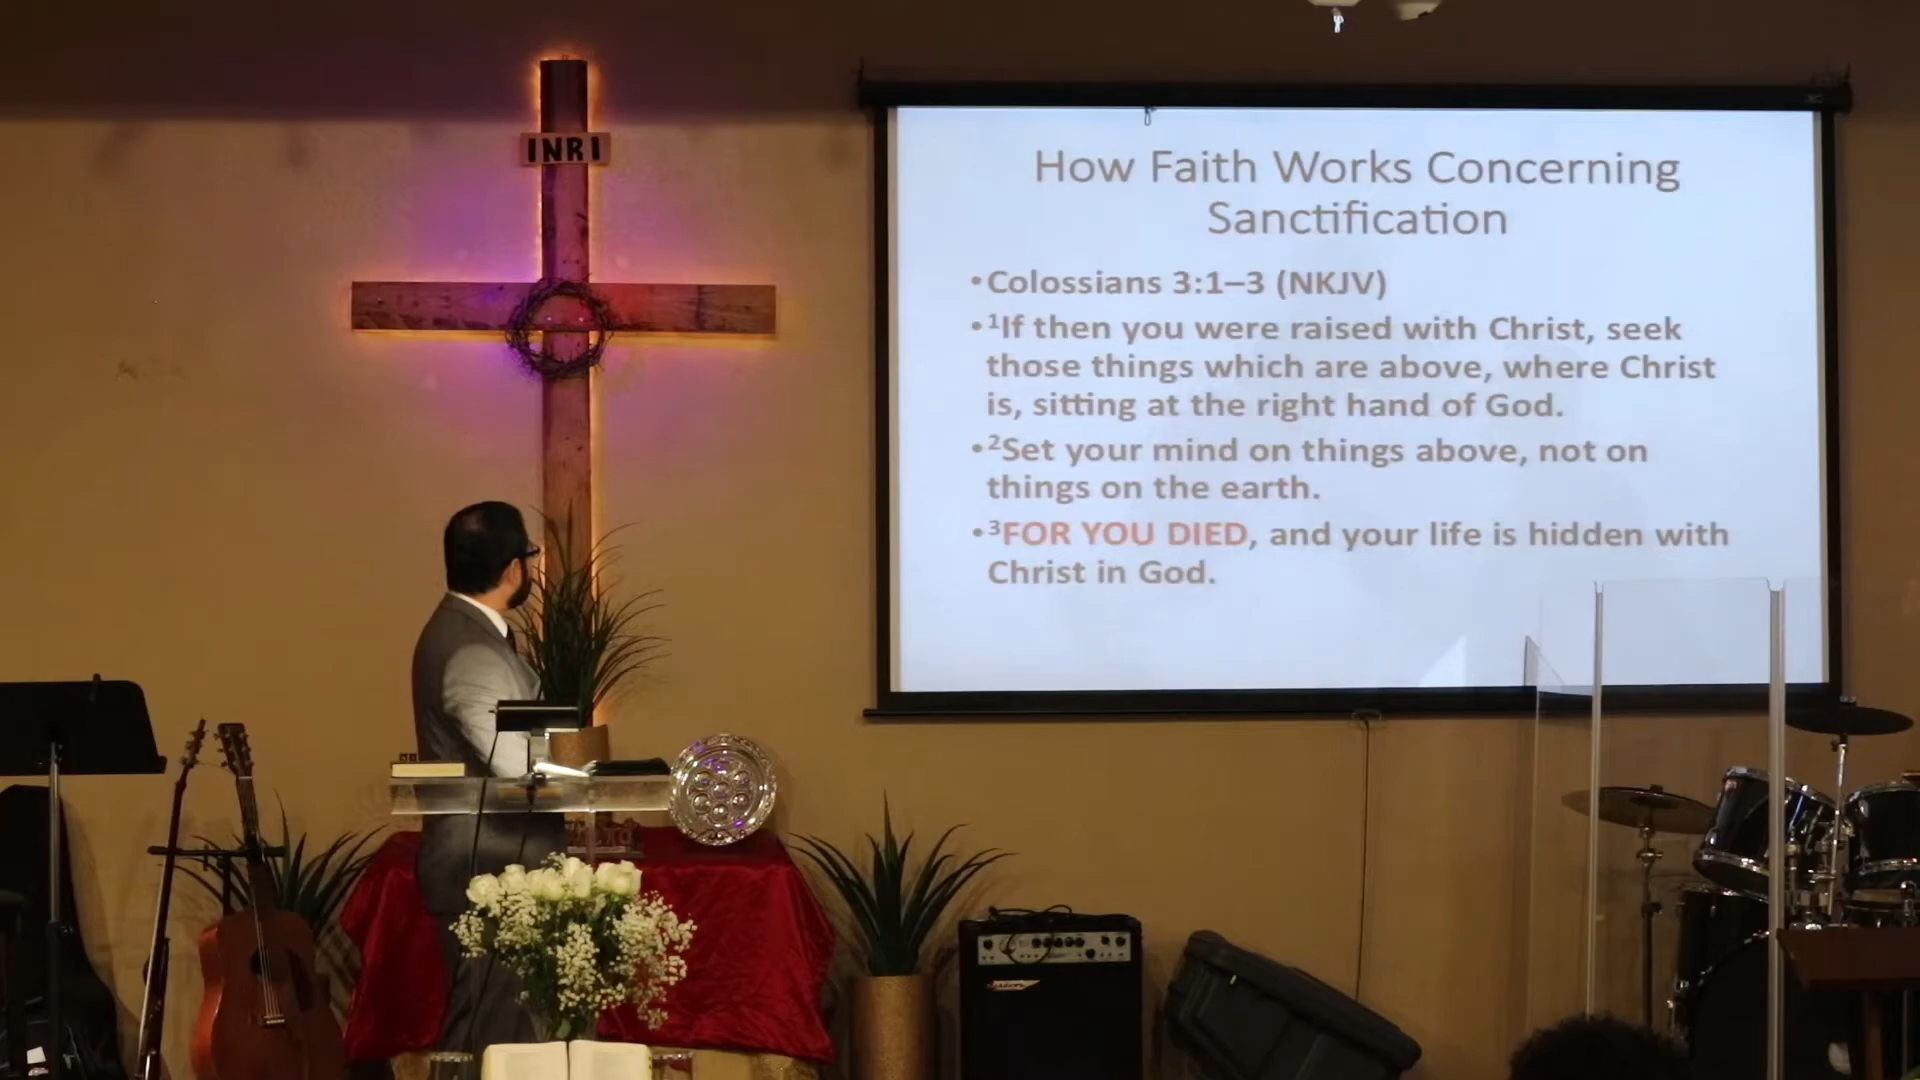 INRI
How Faith Works Concerning
Sanctification
•Colossians 3:1–3 (NKJV)
•¹If then you were raised with Christ, seek
those things which are above, where Christ
is, sitting at the right hand of God.
•²Set your mind on things above, not on
things on the earth.
•³FOR YOU DIED, and your life is hidden with
Christ in God.